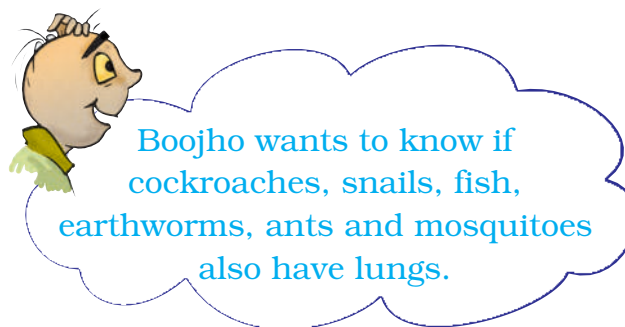 Boojho wants to know if
cockroaches, snails, fish,
earthworms, ants and mosquitoes
also have lungs.